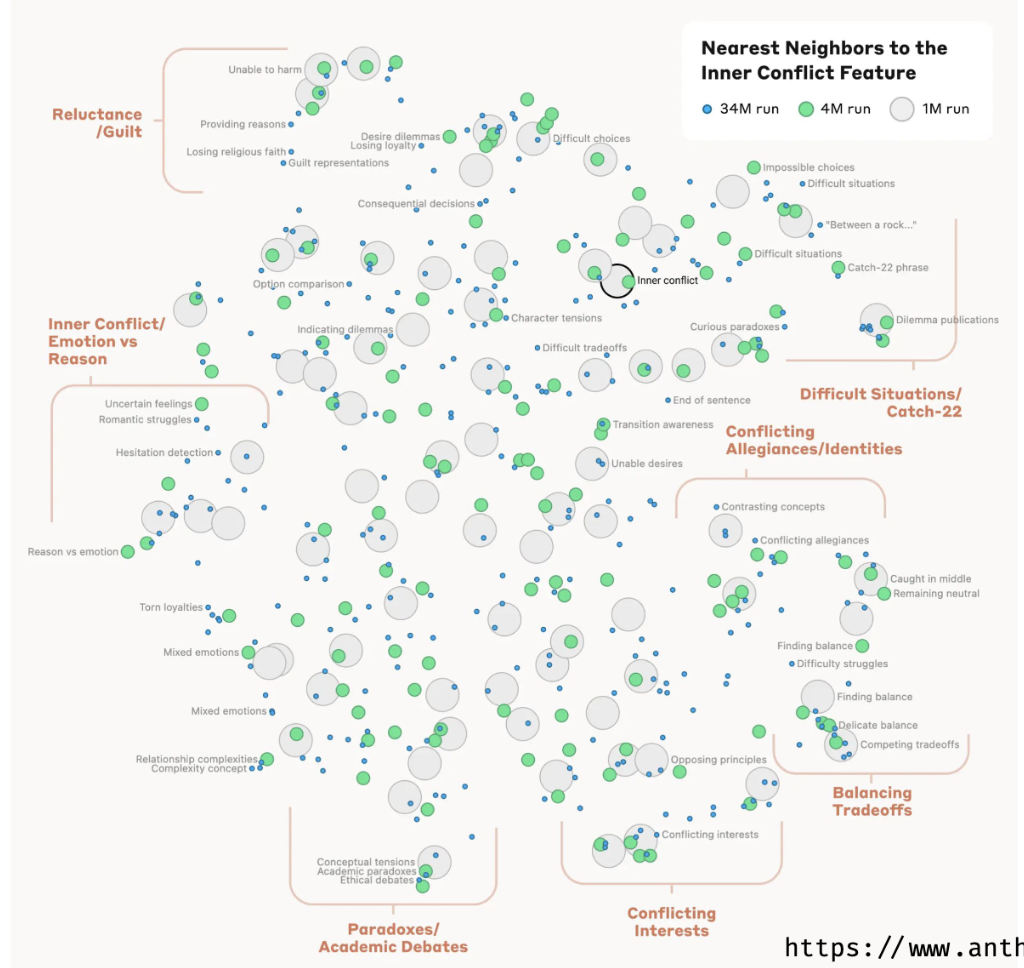 Nearest Neighbors to the
Inner Conflict Feature
34M run
4M run
1M run
Unable to harm
Reluctance
/Guilt
Providing reasons
Losing religious faith
Guilt representations
Desire dilemmas
Losing loyalty
Difficult choices
Consequential decisions
Impossible choices
Difficult situations
"Between a rock..."
Difficult situations
Catch-22 phrase
Inner conflict
Option comparison
Character tensions
Indicating dilemmas
Curious paradoxes
Dilemma publications
Difficult tradeoffs
Inner Conflict/
Emotion vs
Reason
Difficult Situations/
Catch-22
End of sentence
Uncertain feelings
Romantic struggles
Transition awareness
Conflicting
Allegiances/Identities
Hesitation detection
Unable desires
Contrasting concepts
Conflicting allegiances
Reason vs emotion
Caught in middle
Remaining neutral
Torn loyalties
Finding balance
Mixed emotions
Difficulty struggles
Finding balance
Mixed emotions
Delicate balance
Competing tradeoffs
Relationship complexities
Complexity concept
Opposing principles
Balancing
Tradeoffs
Conflicting interests
Conceptual tensions
Academic paradoxes
Ethical debates
Paradoxes/
Academic Debates
Conflicting
Interests
https://www.anth